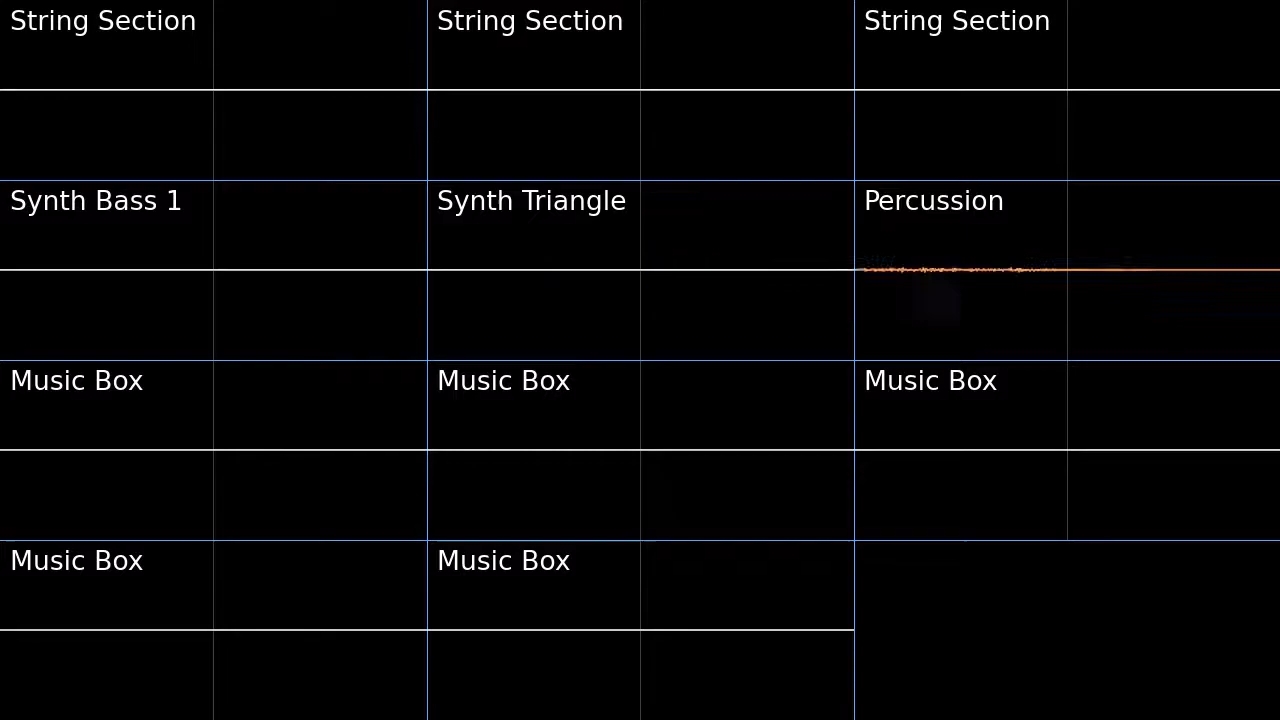 String Section
String Section
String Section
Synth Bass 1
Synth Triangle
Percussion
Music Box
Music Box
Music Box
Music Box
Music Box